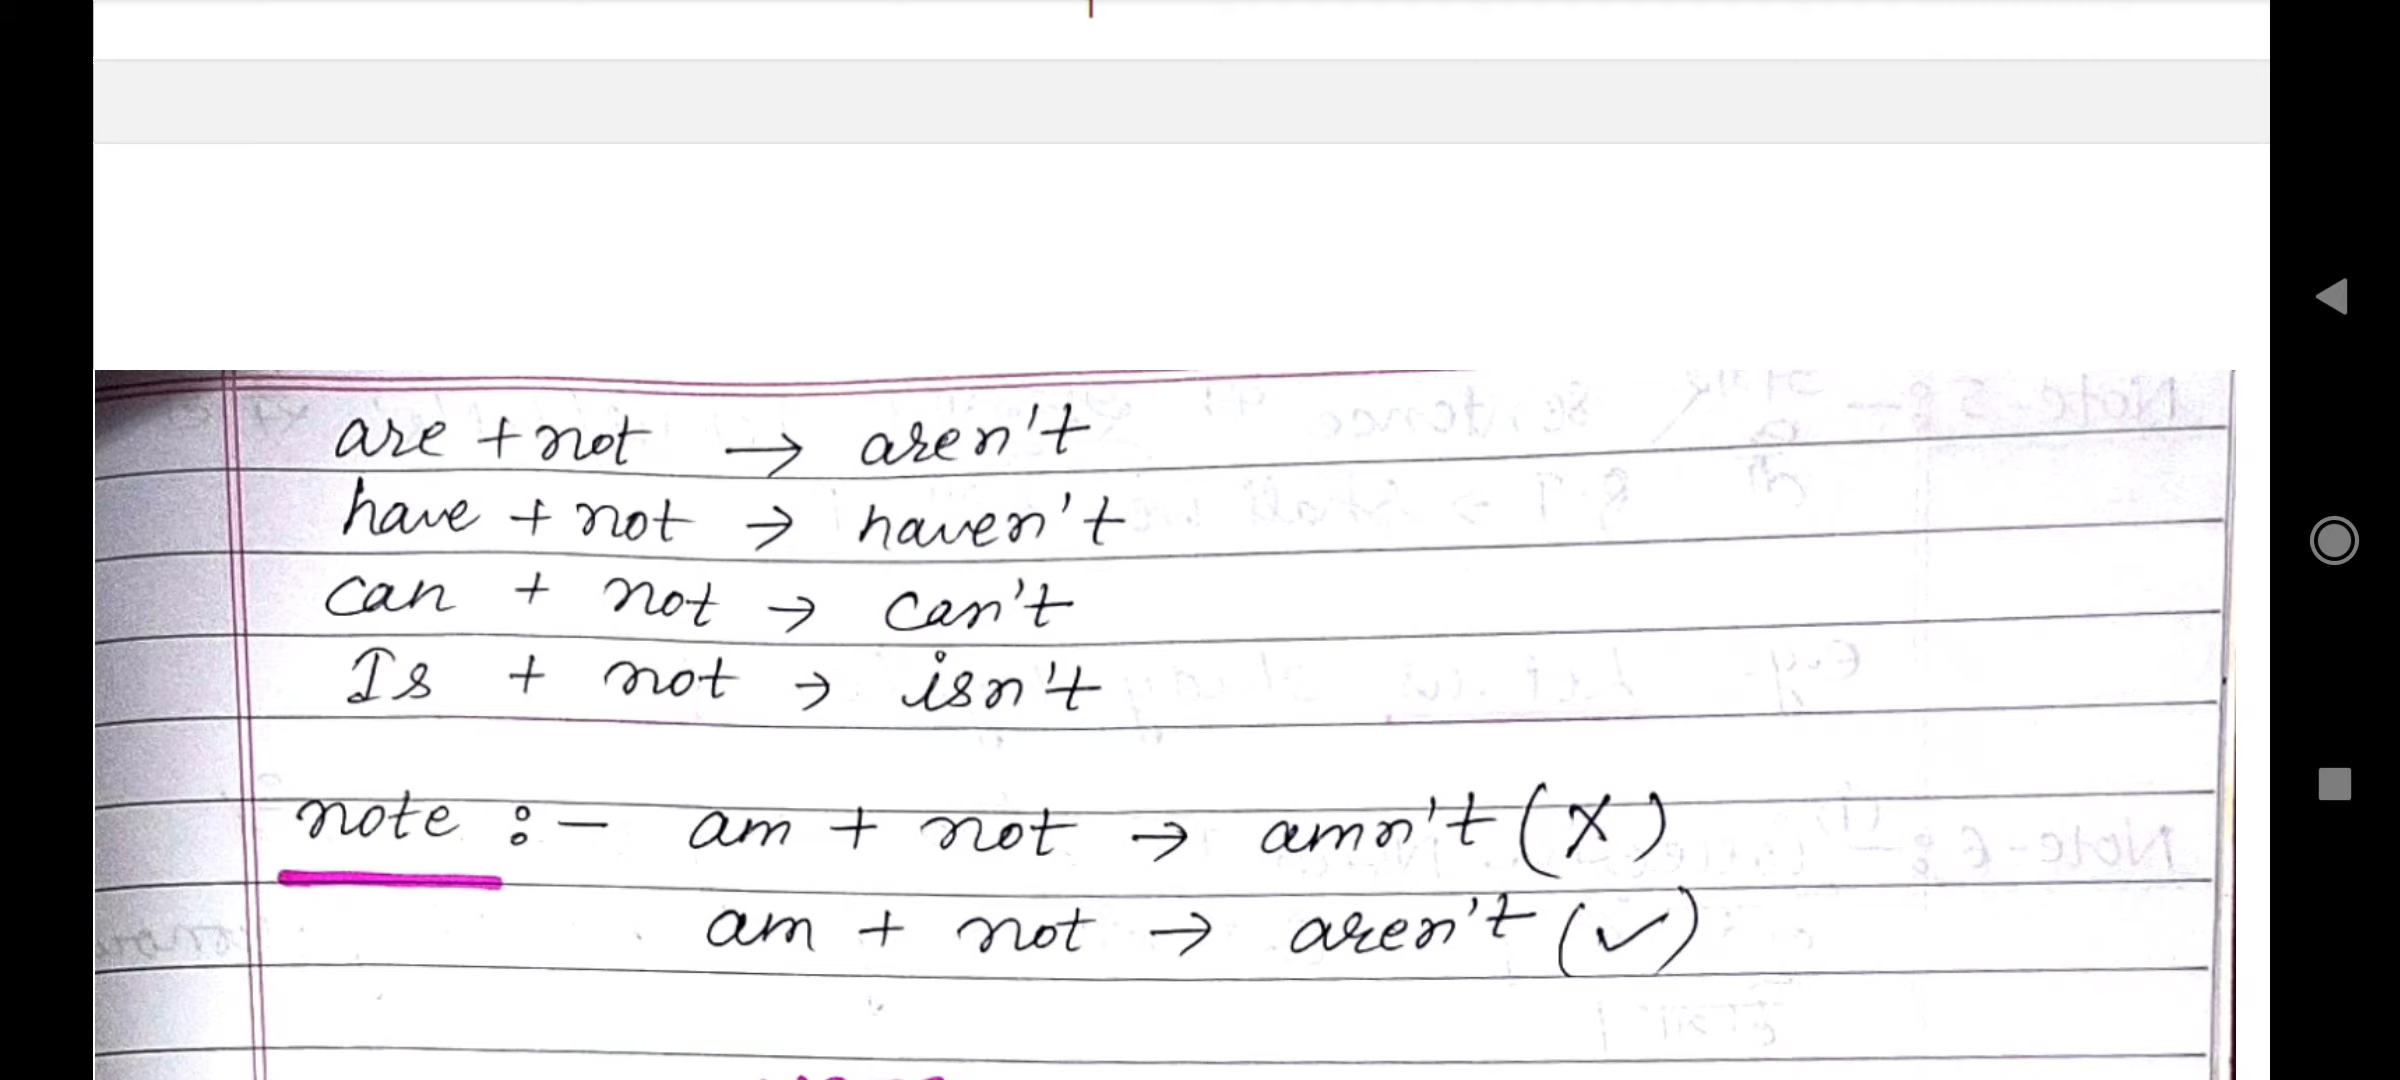 are + not → aren't
have + not → haven't
can + not → can't
Is + not → isn't
note :- am + not → amn't (X)
am + not → aren't (✓)